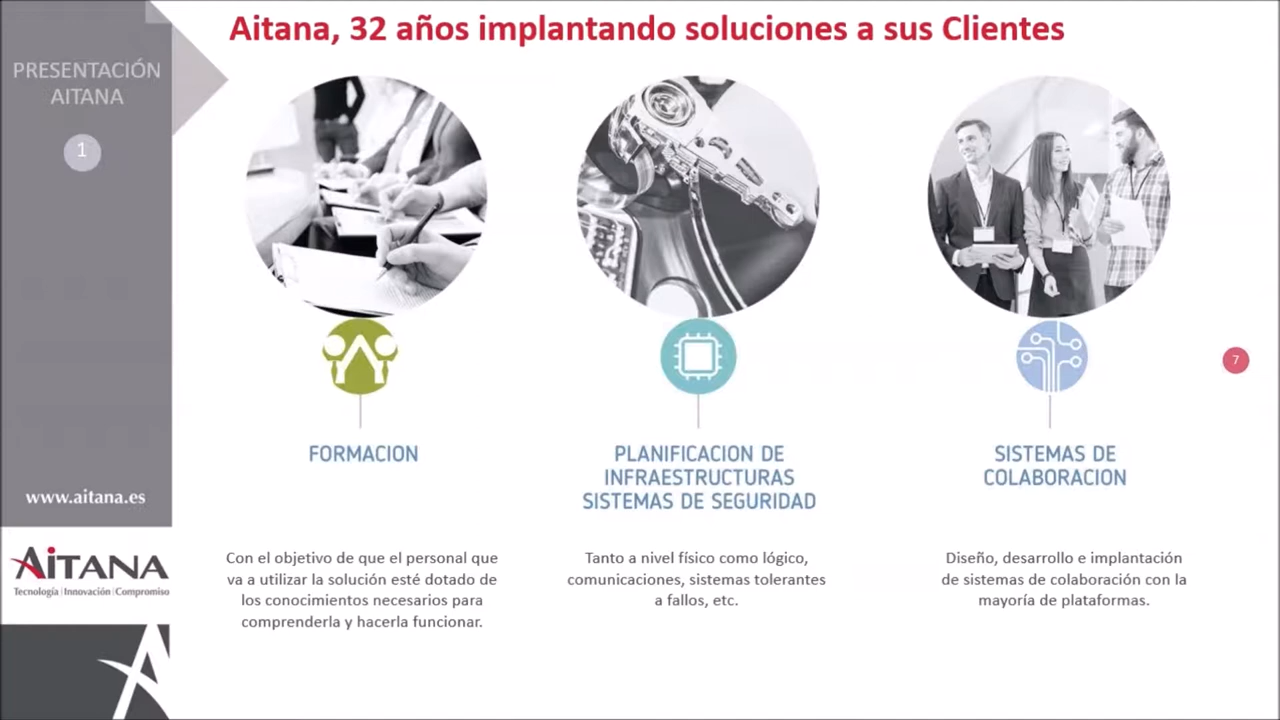 Aitana, 32 años implantando soluciones a sus Clientes
PRESENTACIÓN
AITANA
1
7
FORMACION
PLANIFICACION DE
INFRAESTRUCTURAS
SISTEMAS DE SEGURIDAD
SISTEMAS DE
COLABORACION
www.aitana.es
AiTANA
Tecnología | Innovación | Compromiso
Con el objetivo de que el personal que
va a utilizar la solución esté dotado de
los conocimientos necesarios para
comprenderla y hacerla funcionar.
Tanto a nivel físico como lógico,
comunicaciones, sistemas tolerantes
a fallos, etc.
Diseño, desarrollo e implantación
de sistemas de colaboración con la
mayoría de plataformas.